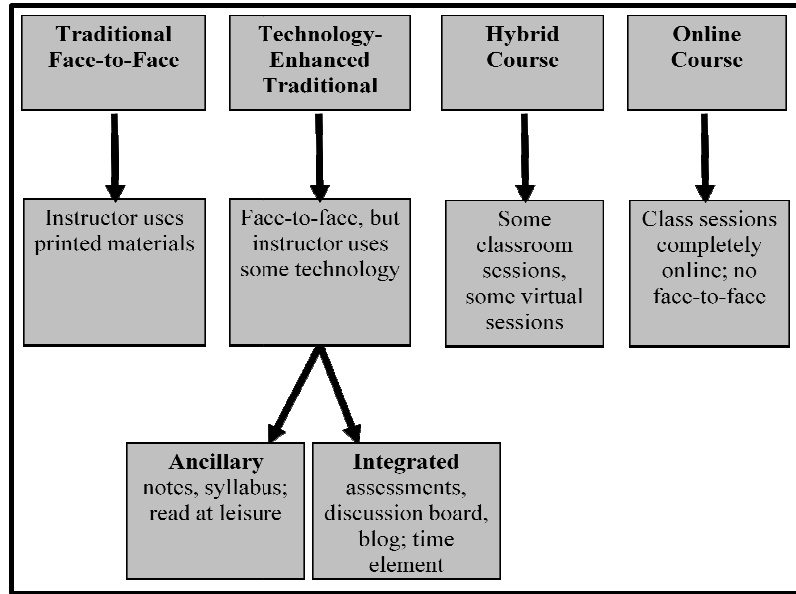 Traditional
Face-to-Face
Technology-
Enhanced
Traditional
Hybrid
Course
Online
Course
Instructor uses
printed materials
Face-to-face, but
instructor uses
some technology
Some
classroom
sessions,
some virtual
sessions
Class sessions
completely
online; no
face-to-face
Ancillary
notes, syllabus;
read at leisure
Integrated
assessments,
discussion board,
blog; time
element